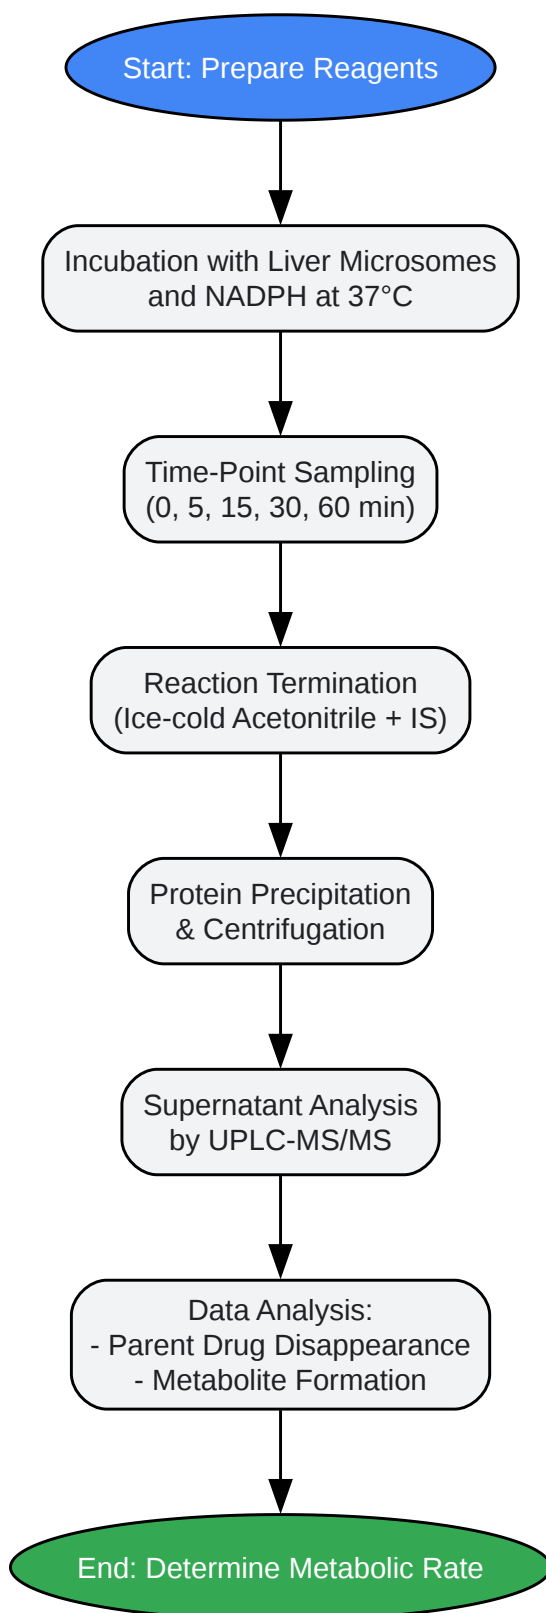 Start: Prepare Reagents
Incubation with Liver Microsomes
and NADPH at 37°C
Time-Point Sampling
(0, 5, 15, 30, 60 min)
Reaction Termination
(Ice-cold Acetonitrile + IS)
Protein Precipitation
& Centrifugation
Supernatant Analysis
by UPLC-MS/MS
Data Analysis:
- Parent Drug Disappearance
- Metabolite Formation
End: Determine Metabolic Rate